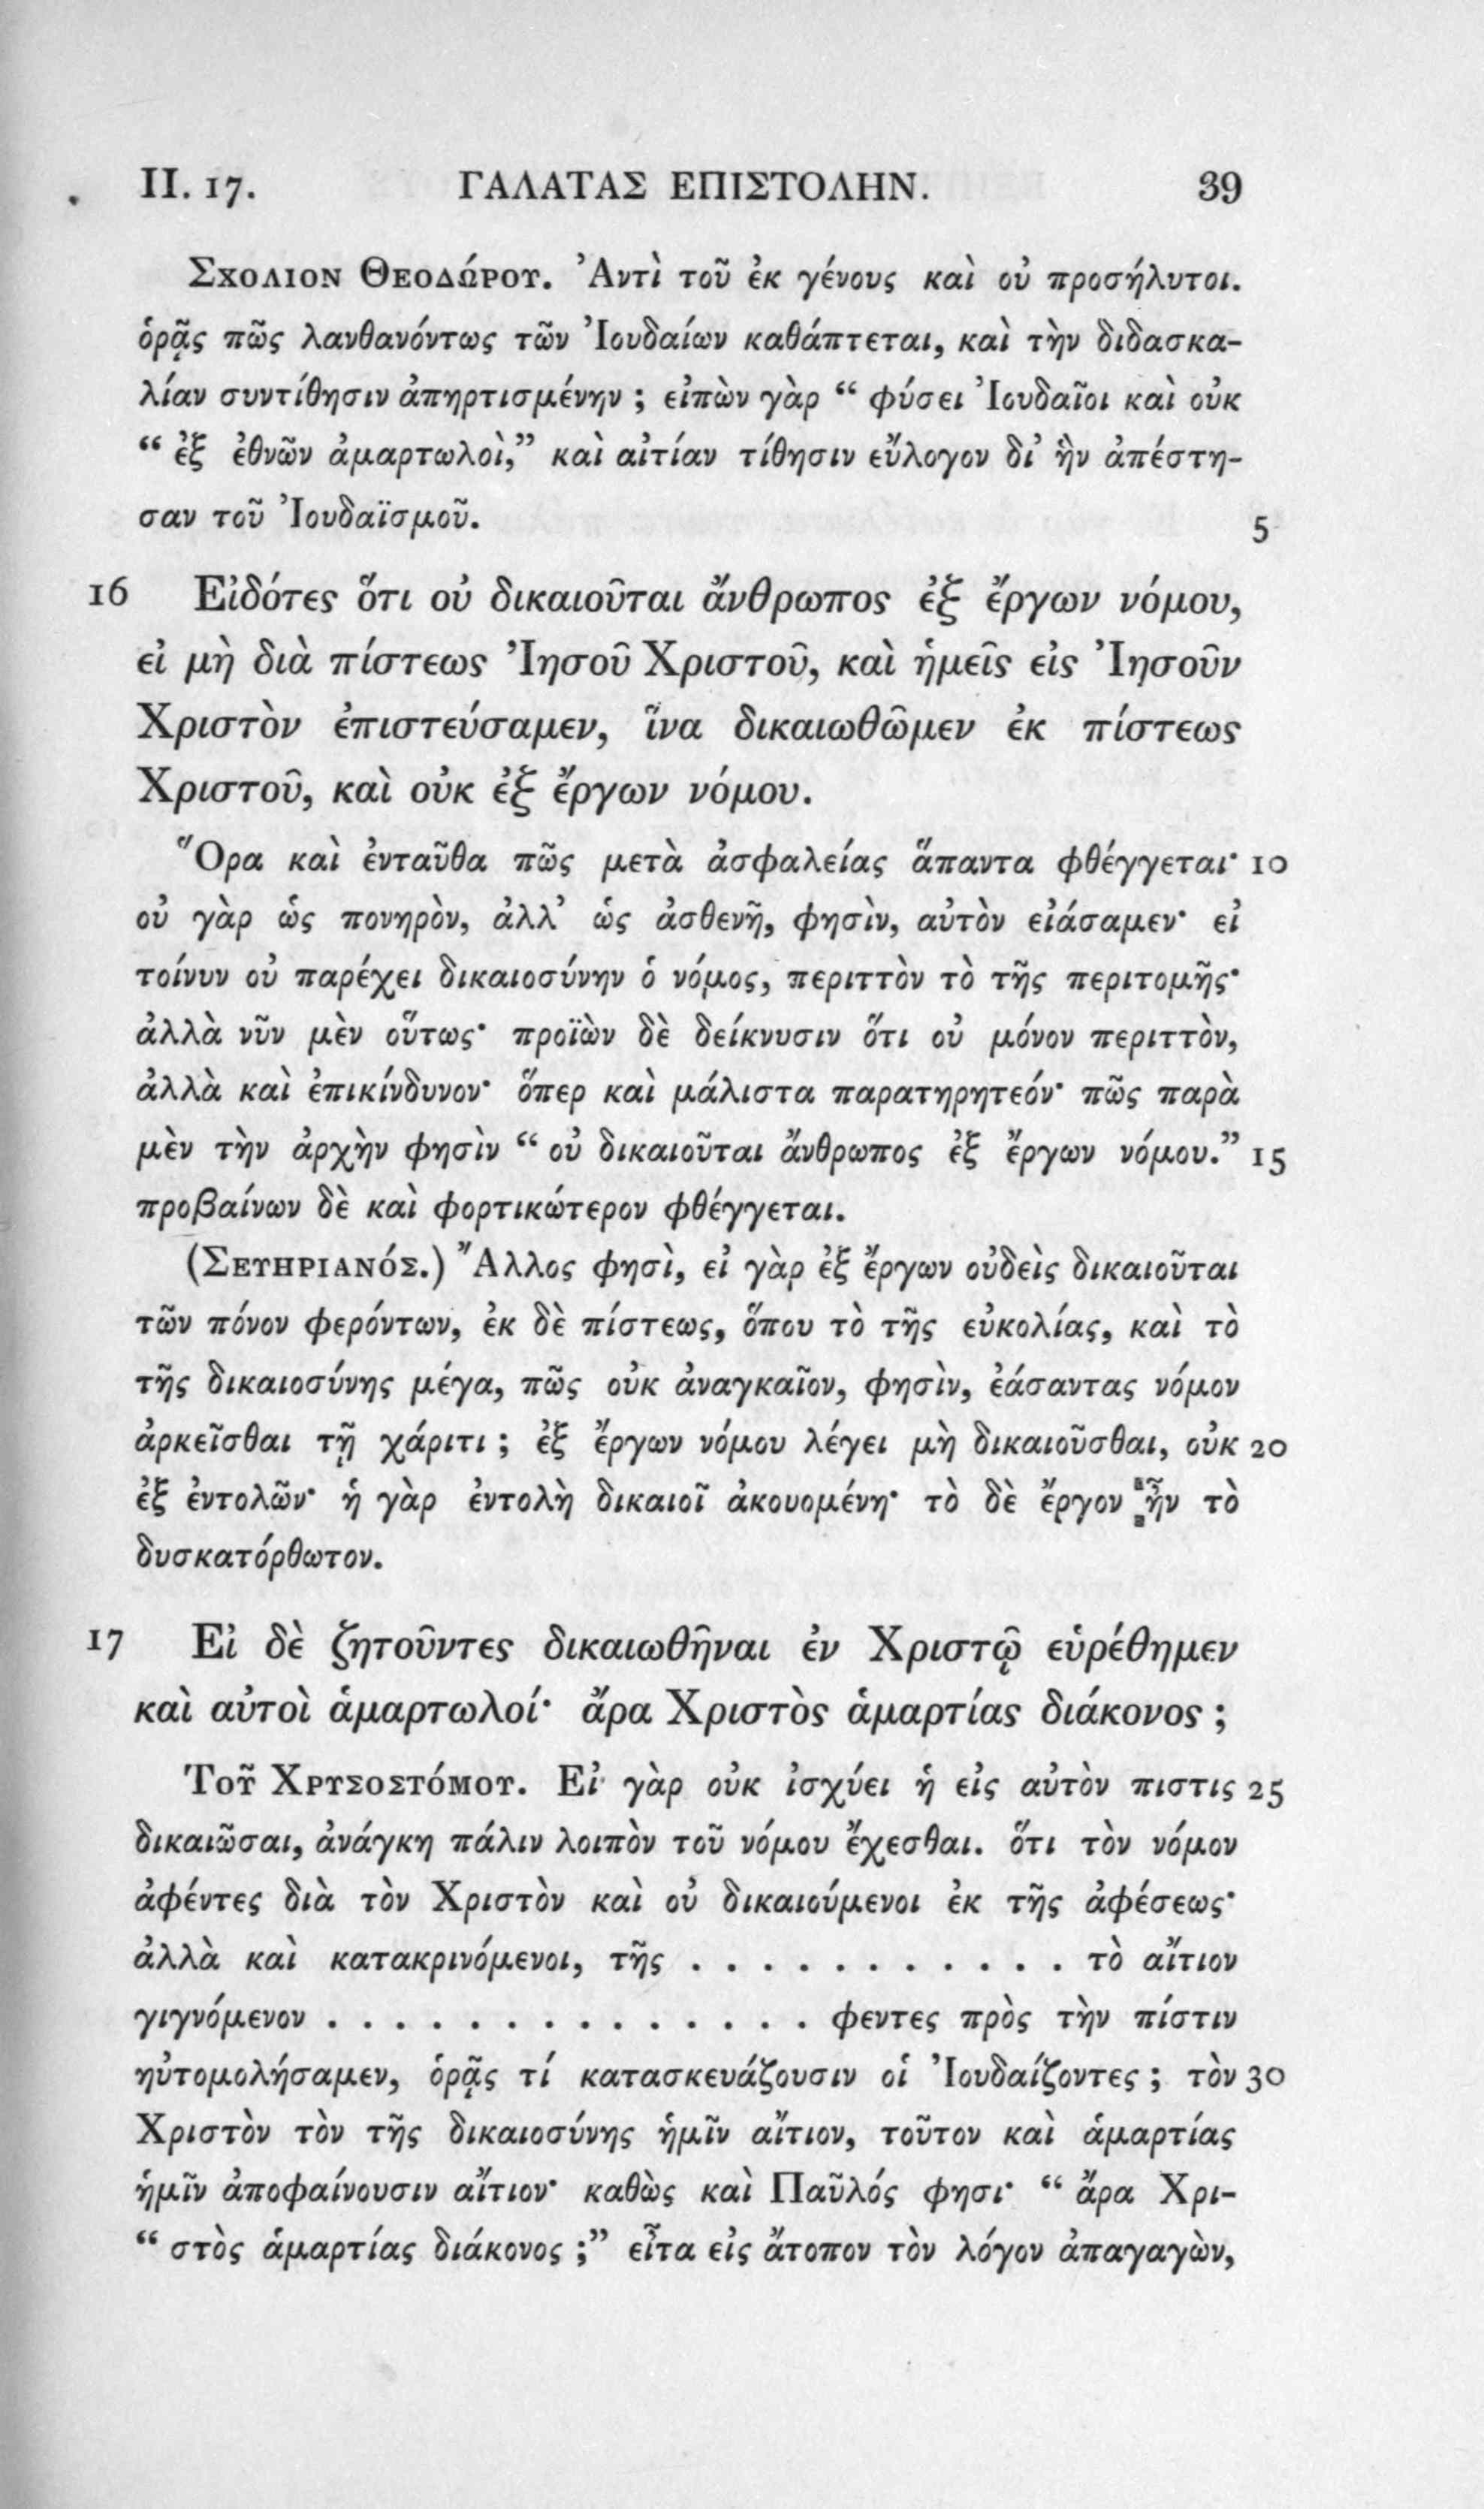 II. 17. ΓΑΛΑΤΑΣ ΕΠΙΣΤΟΛΗΝ. 39
Σχολιον Θεοδώρου. Ἀντὶ τοῦ ἐκ γένους καὶ οὐ προσήλυτοι.
ὁρᾷς πῶς λανθανόντως τῶν Ἰουδαίων καθάπτεται, καὶ τὴν διδασκα-
λίαν συντίθησιν ἀπηρτισμένην ; εἰπὼν γὰρ “ φύσει Ἰουδαῖοι καὶ οὐκ
“ ἐξ ἐθνῶν ἁμαρτωλοὶ,” καὶ αἰτίαν τίθησιν εὔλογον δι᾽ ἣν ἀπέστη-
σαν τοῦ Ἰουδαϊσμοῦ. 5
16 Εἰδότες ὅτι οὐ δικαιοῦται ἄνθρωπος ἐξ ἔργων νόμου,
εἰ μὴ διὰ πίστεως Ἰησοῦ Χριστοῦ, καὶ ἡμεῖς εἰς Ἰησοῦν
Χριστὸν ἐπιστεύσαμεν, ἵνα δικαιωθῶμεν ἐκ πίστεως
Χριστοῦ, καὶ οὐκ ἐξ ἔργων νόμου.
Ὅρα καὶ ἐνταῦθα πῶς μετὰ ἀσφαλείας ἅπαντα φθέγγεται· 10
οὐ γὰρ ὡς πονηρὸν, ἀλλ᾽ ὡς ἀσθενῆ, φησὶν, αὐτὸν εἰάσαμεν· εἰ
τοίνυν οὐ παρέχει δικαιοσύνην ὁ νόμος, περιττὸν τὸ τῆς περιτομῆς·
ἀλλὰ νῦν μὲν οὕτως· προϊὼν δὲ δείκνυσιν ὅτι οὐ μόνον περιττὸν,
ἀλλὰ καὶ ἐπικίνδυνον· ὅπερ καὶ μάλιστα παρατηρητεόν· πῶς παρὰ
μὲν τὴν ἀρχὴν φησὶν “ οὐ δικαιοῦται ἄνθρωπος ἐξ ἔργων νόμου.” 15
προβαίνων δὲ καὶ φορτικώτερον φθέγγεται.
(Σευηριανός.) Ἄλλος φησὶ, εἰ γὰρ ἐξ ἔργων οὐδεὶς δικαιοῦται
τῶν πόνον φερόντων, ἐκ δὲ πίστεως, ὅπου τὸ τῆς εὐκολίας, καὶ τὸ
τῆς δικαιοσύνης μέγα, πῶς οὐκ ἀναγκαῖον, φησὶν, ἐάσαντας νόμον
ἀρκεῖσθαι τῇ χάριτι ; ἐξ ἔργων νόμου λέγει μὴ δικαιοῦσθαι, οὐκ 20
ἐξ ἐντολῶν· ἡ γὰρ ἐντολὴ δικαιοῖ ἀκουομένη· τὸ δὲ ἔργον ἦν τὸ
δυσκατόρθωτον.
17 Εἰ δὲ ζητοῦντες δικαιωθῆναι ἐν Χριστῷ εὑρέθημεν
καὶ αὐτοὶ ἁμαρτωλοί· ἄρα Χριστὸς ἁμαρτίας διάκονος ;
Τοῦ Χρυσοστόμου. Εἰ γὰρ οὐκ ἰσχύει ἡ εἰς αὐτὸν πιστις 25
δικαιῶσαι, ἀνάγκη πάλιν λοιπὸν τοῦ νόμου ἔχεσθαι. ὅτι τὸν νόμον
ἀφέντες διὰ τὸν Χριστὸν καὶ οὐ δικαιούμενοι ἐκ τῆς ἀφέσεως·
ἀλλὰ καὶ κατακρινόμενοι, τῆς . . . . . . . . . . . τὸ αἴτιον
γιγνόμενον . . . . . . . . . . . . . . φεντες πρὸς τὴν πίστιν
ηὐτομολήσαμεν, ὁρᾷς τί κατασκευάζουσιν οἱ Ἰουδαίζοντες ; τὸν 30
Χριστὸν τὸν τῆς δικαιοσύνης ἡμῖν αἴτιον, τοῦτον καὶ ἁμαρτίας
ἡμῖν ἀποφαίνουσιν αἴτιον· καθὼς καὶ Παῦλός φησι· “ ἄρα Χρι-
“ στὸς ἁμαρτίας διάκονος ;” εἶτα εἰς ἄτοπον τὸν λόγον ἀπαγαγὼν,